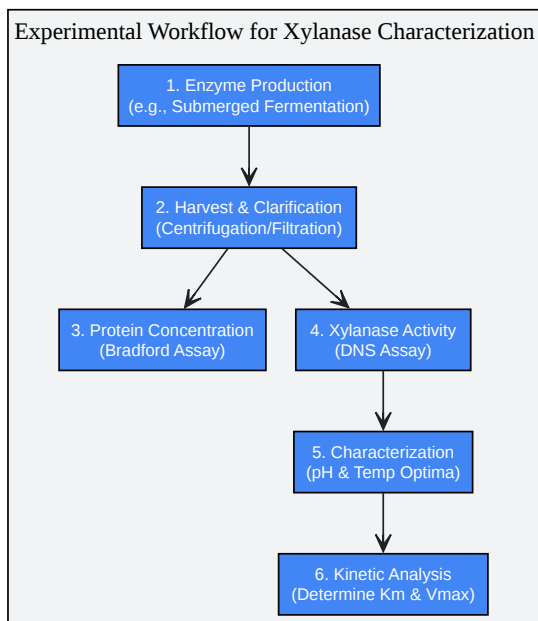 Experimental Workflow for Xylanase Characterization
1. Enzyme Production
(e.g., Submerged Fermentation)
2. Harvest & Clarification
(Centrifugation/Filtration)
3. Protein Concentration
(Bradford Assay)
4. Xylanase Activity
(DNS Assay)
5. Characterization
(pH & Temp Optima)
6. Kinetic Analysis
(Determine Km & Vmax)